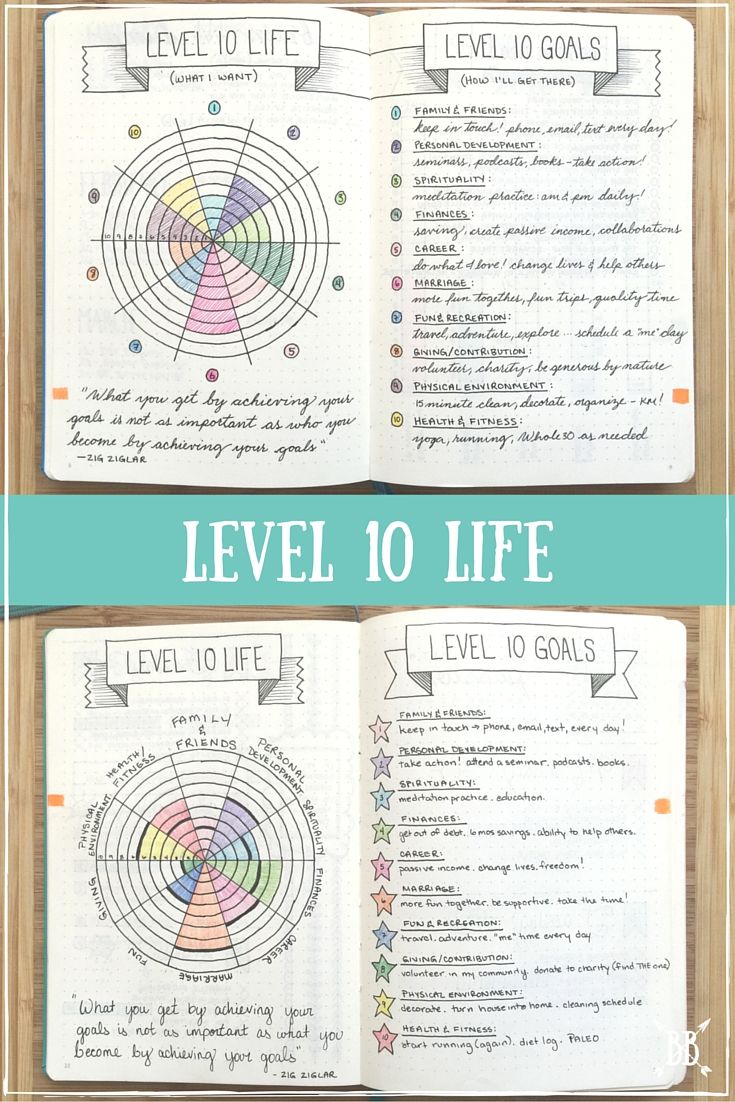 LEVEL 10 LIFE
(WHAT I WANT)
1
2
3
4
5
6
7
8
9
10
"What you get by achieving your
goals is not as important as who you
become by achieving your goals"
—ZIG ZIGLAR
LEVEL 10 GOALS
(HOW I'LL GET THERE)
1 FAMILY & FRIENDS:
keep in touch! phone, email, text every day!
2 PERSONAL DEVELOPMENT:
seminars, podcasts, books - take action!
3 SPIRITUALITY:
meditation practice: am & pm daily!
4 FINANCES:
saving, create passive income, collaborations
5 CAREER:
do what I love! change lives & help others
6 MARRIAGE:
more fun together, fun trips, quality time
7 FUN & RECREATION:
travel, adventure, explore ... schedule a "me" day
8 GIVING/CONTRIBUTION:
volunteer, charity, be generous by nature
9 PHYSICAL ENVIRONMENT:
15 minute clean, decorate, organize - KM!
10 HEALTH & FITNESS:
yoga, running, Whole 30 as needed
LEVEL 10 LIFE
LEVEL 10 LIFE
FAMILY
&
FRIENDS
PERSONAL
DEVELOPMENT
SPIRITUALITY
FINANCES
CAREER
MARRIAGE
FUN
GIVING
PHYSICAL
ENVIRONMENT
HEALTH/
FITNESS
"What you get by achieving your
goals is not as important as what you
become by achieving your goals"
- ZIG ZIGLAR
LEVEL 10 GOALS
FAMILY & FRIENDS:
1 keep in touch → phone, email, text, every day!
PERSONAL DEVELOPMENT:
2 take action! attend a seminar. podcasts. books.
SPIRITUALITY:
3 meditation practice. education.
FINANCES:
4 get out of debt. 6 mos savings. ability to help others.
CAREER:
5 passive income. change lives. freedom!
MARRIAGE:
6 more fun together. be supportive. take the time!
FUN & RECREATION:
7 travel. adventure. "me" time every day
GIVING/CONTRIBUTION:
8 volunteer in my community. donate to charity (find THE one)
PHYSICAL ENVIRONMENT:
9 decorate. turn house into home. cleaning schedule
HEALTH & FITNESS:
10 start running (again). diet log. PALEO
BB